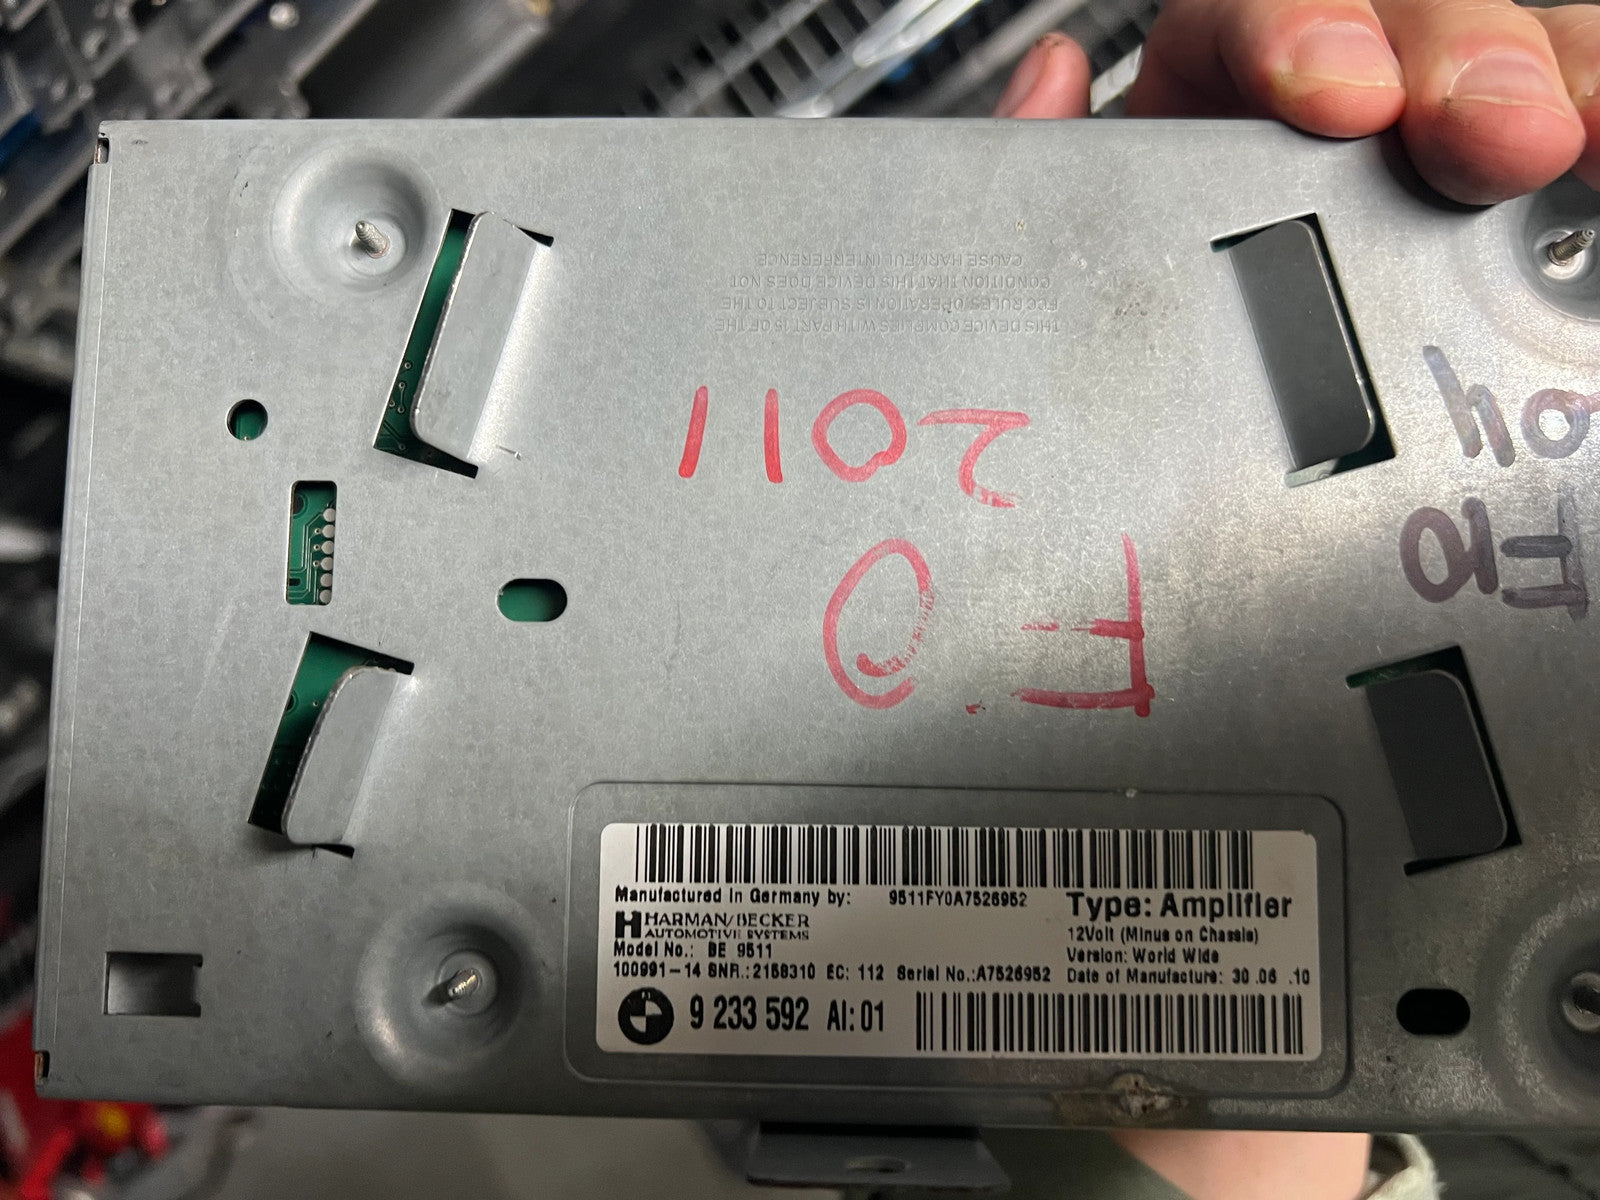 CAUSE HARMFUL INTERFERENCE
CONDITION THAT THIS DEVICE DOES NOT
FCC RULES OPERATION IS SUBJECT TO THE
THIS DEVICE COMPLIES WITH PART 15 OF THE
2011
F10
Manufactured in Germany by: 9511FY0A7526952 Type: Amplifier
HARMAN/BECKER
AUTOMOTIVE SYSTEMS
12Volt (Minus on Chassis)
Model No.: BE 9511
Version: World Wide
100991-14 SNR.:2158310 EC: 112 Serial No.:A7526952 Date of Manufacture: 30.06 .10
9 233 592 AI:01